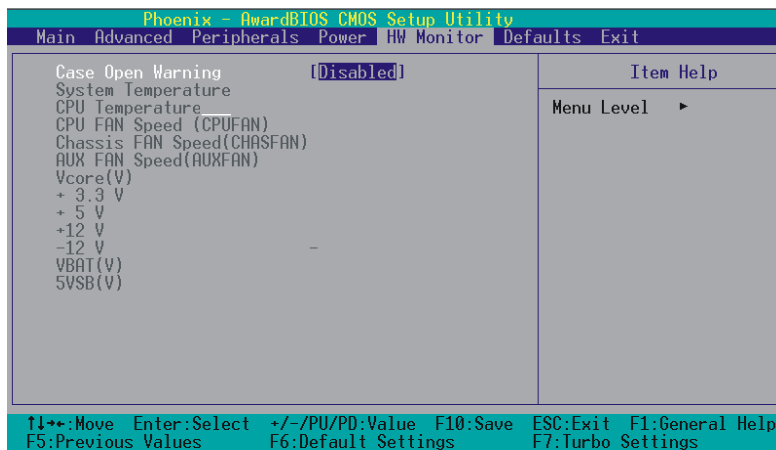 Phoenix - AwardBIOS CMOS Setup Utility
Main Advanced Peripherals Power HW Monitor Defaults Exit
Case Open Warning [Disabled]
System Temperature
CPU Temperature
CPU FAN Speed (CPUFAN)
Chassis FAN Speed(CHASFAN)
AUX FAN Speed(AUXFAN)
Vcore(V)
+ 3.3 V
+ 5 V
+12 V
-12 V -
VBAT(V)
5VSB(V)
Item Help
Menu Level ►
↑↓→←:Move Enter:Select +/-/PU/PD:Value F10:Save ESC:Exit F1:General Help
F5:Previous Values F6:Default Settings F7:Turbo Settings